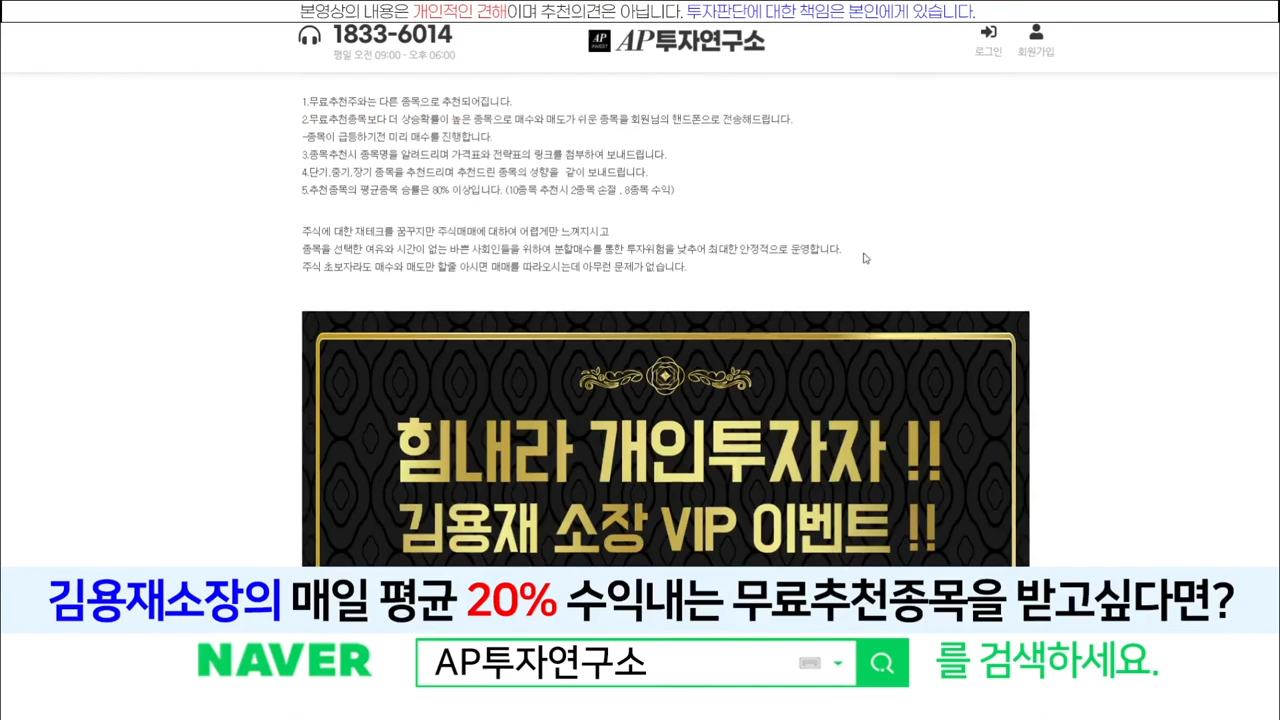 본영상의 내용은 개인적인 견해이며 추천의견은 아닙니다. 투자판단에 대한 책임은 본인에게 있습니다.
1833-6014
평일 오전 09:00 - 오후 06:00
AP INVEST AP투자연구소
로그인 회원가입
1.무료추천주와는 다른 종목으로 추천되어집니다.
2.무료추천종목보다 더 상승확률이 높은 종목으로 매수와 매도가 쉬운 종목을 회원님의 핸드폰으로 전송해드립니다.
-종목이 급등하기전 미리 매수를 진행합니다.
3.종목추천시 종목명을 알려드리며 가격표와 전략표의 링크를 첨부하여 보내드립니다.
4.단기,중기,장기 종목을 추천드리며 추천드린 종목의 성향을 같이 보내드립니다.
5.추천종목의 평균종목 승률은 80% 이상입니다. (10종목 추천시 2종목 손절 , 8종목 수익)
주식에 대한 재테크를 꿈꾸지만 주식매매에 대하여 어렵게만 느껴지시고
종목을 선택한 여유와 시간이 없는 바쁜 사회인들을 위하여 분할매수를 통한 투자위험을 낮추어 최대한 안정적으로 운영합니다.
주식 초보자라도 매수와 매도만 할줄 아시면 매매를 따라오시는데 아무런 문제가 없습니다.
힘내라 개인투자자 !!
김용재 소장 VIP 이벤트 !!
김용재소장의 매일 평균 20% 수익내는 무료추천종목을 받고싶다면?
NAVER AP투자연구소 를 검색하세요.